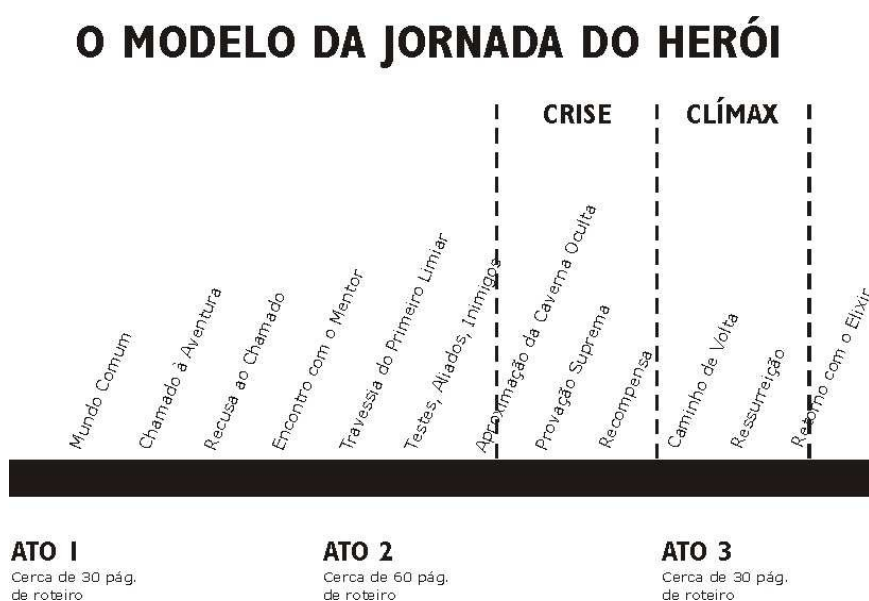 O MODELO DA JORNADA DO HERÓI
CRISE
CLÍMAX
Mundo Comum
Chamado à Aventura
Recusa ao Chamado
Encontro com o Mentor
Travessia do Primeiro Limiar
Testes, Aliados, Inimigos
Aproximação da Caverna Oculta
Provação Suprema
Recompensa
Caminho de Volta
Ressurreição
Retorno com o Elixir
ATO I
Cerca de 30 pág.
de roteiro
ATO 2
Cerca de 60 pág.
de roteiro
ATO 3
Cerca de 30 pág.
de roteiro